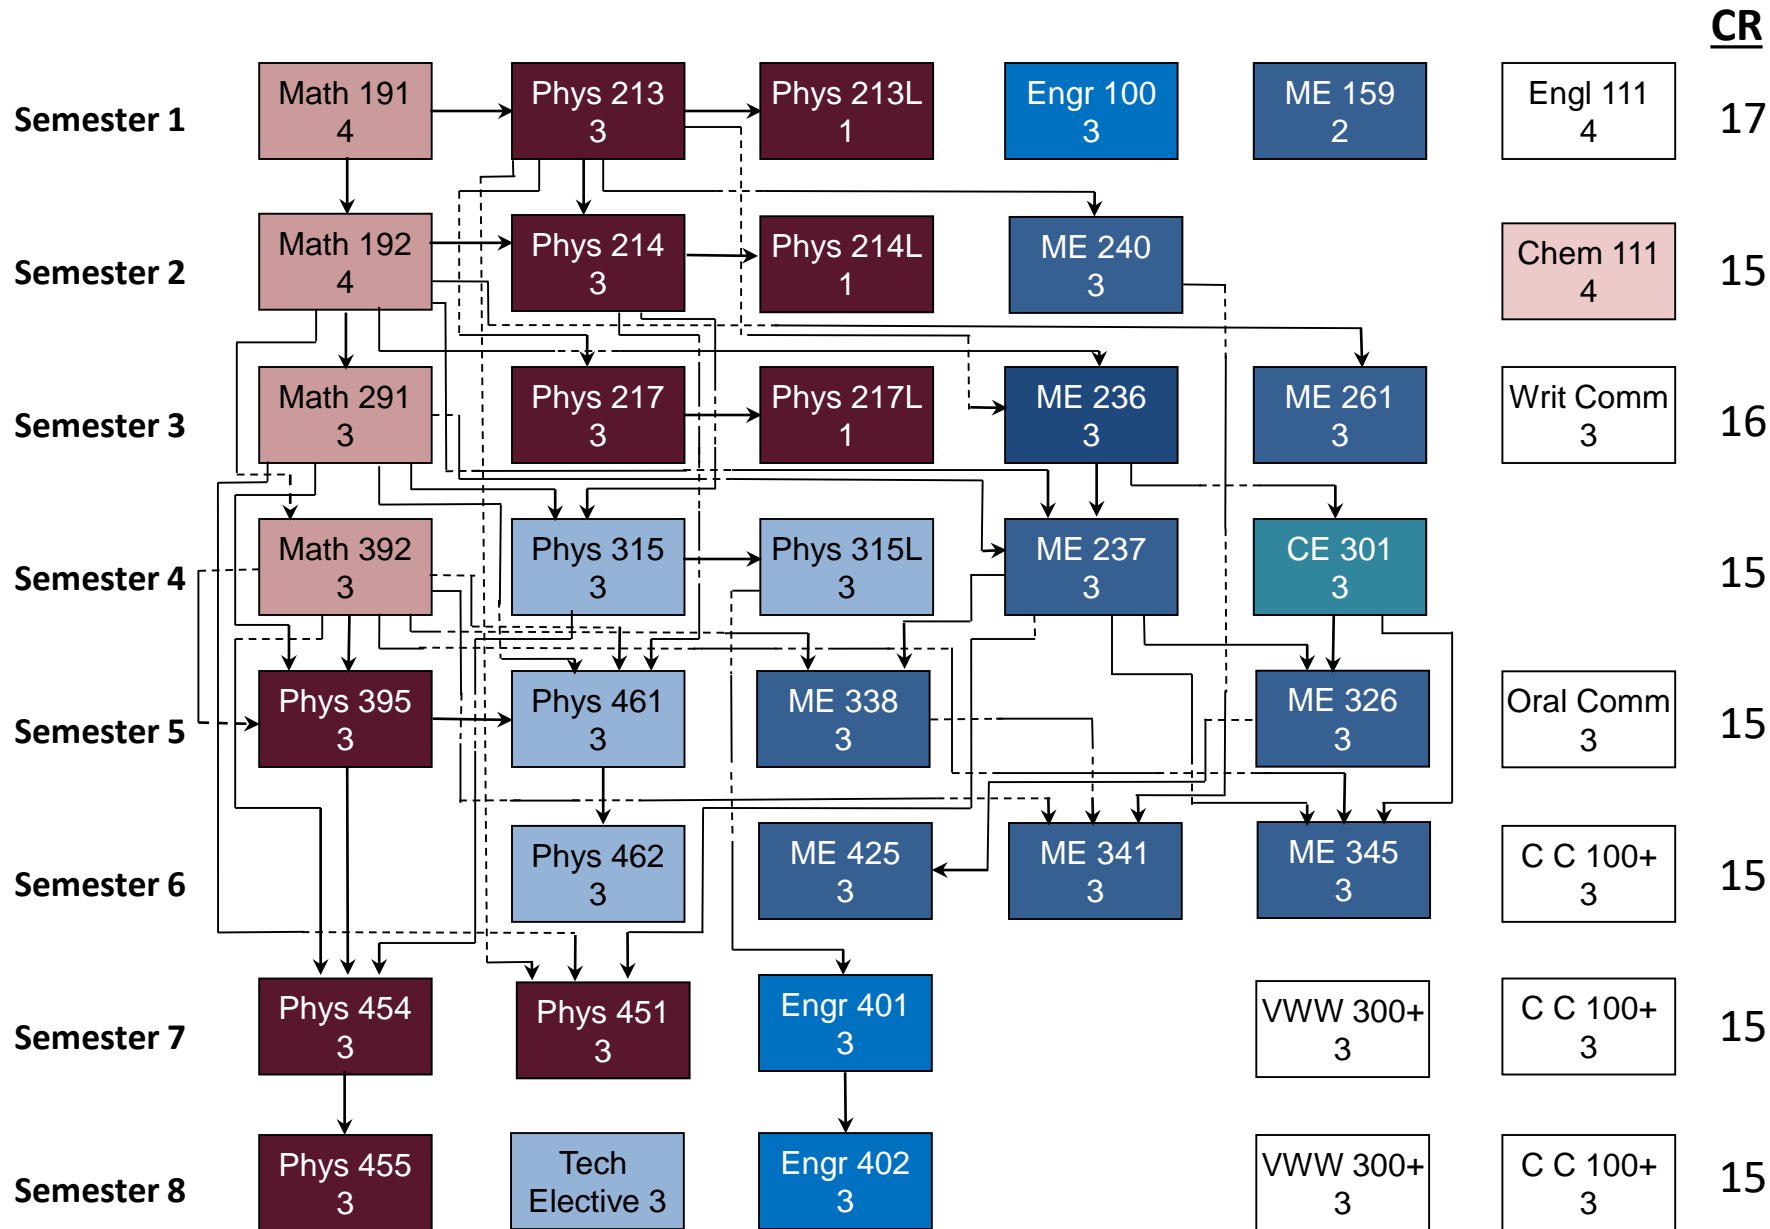 CR
Semester 1
Math 191
4
Phys 213
3
Phys 213L
1
Engr 100
3
ME 159
2
Engl 111
4
17
Semester 2
Math 192
4
Phys 214
3
Phys 214L
1
ME 240
3
Chem 111
4
15
Semester 3
Math 291
3
Phys 217
3
Phys 217L
1
ME 236
3
ME 261
3
Writ Comm
3
16
Semester 4
Math 392
3
Phys 315
3
Phys 315L
3
ME 237
3
CE 301
3
15
Semester 5
Phys 395
3
Phys 461
3
ME 338
3
ME 326
3
Oral Comm
3
15
Semester 6
Phys 462
3
ME 425
3
ME 341
3
ME 345
3
C C 100+
3
15
Semester 7
Phys 454
3
Phys 451
3
Engr 401
3
VWW 300+
3
C C 100+
3
15
Semester 8
Phys 455
3
Tech
Elective 3
Engr 402
3
VWW 300+
3
C C 100+
3
15